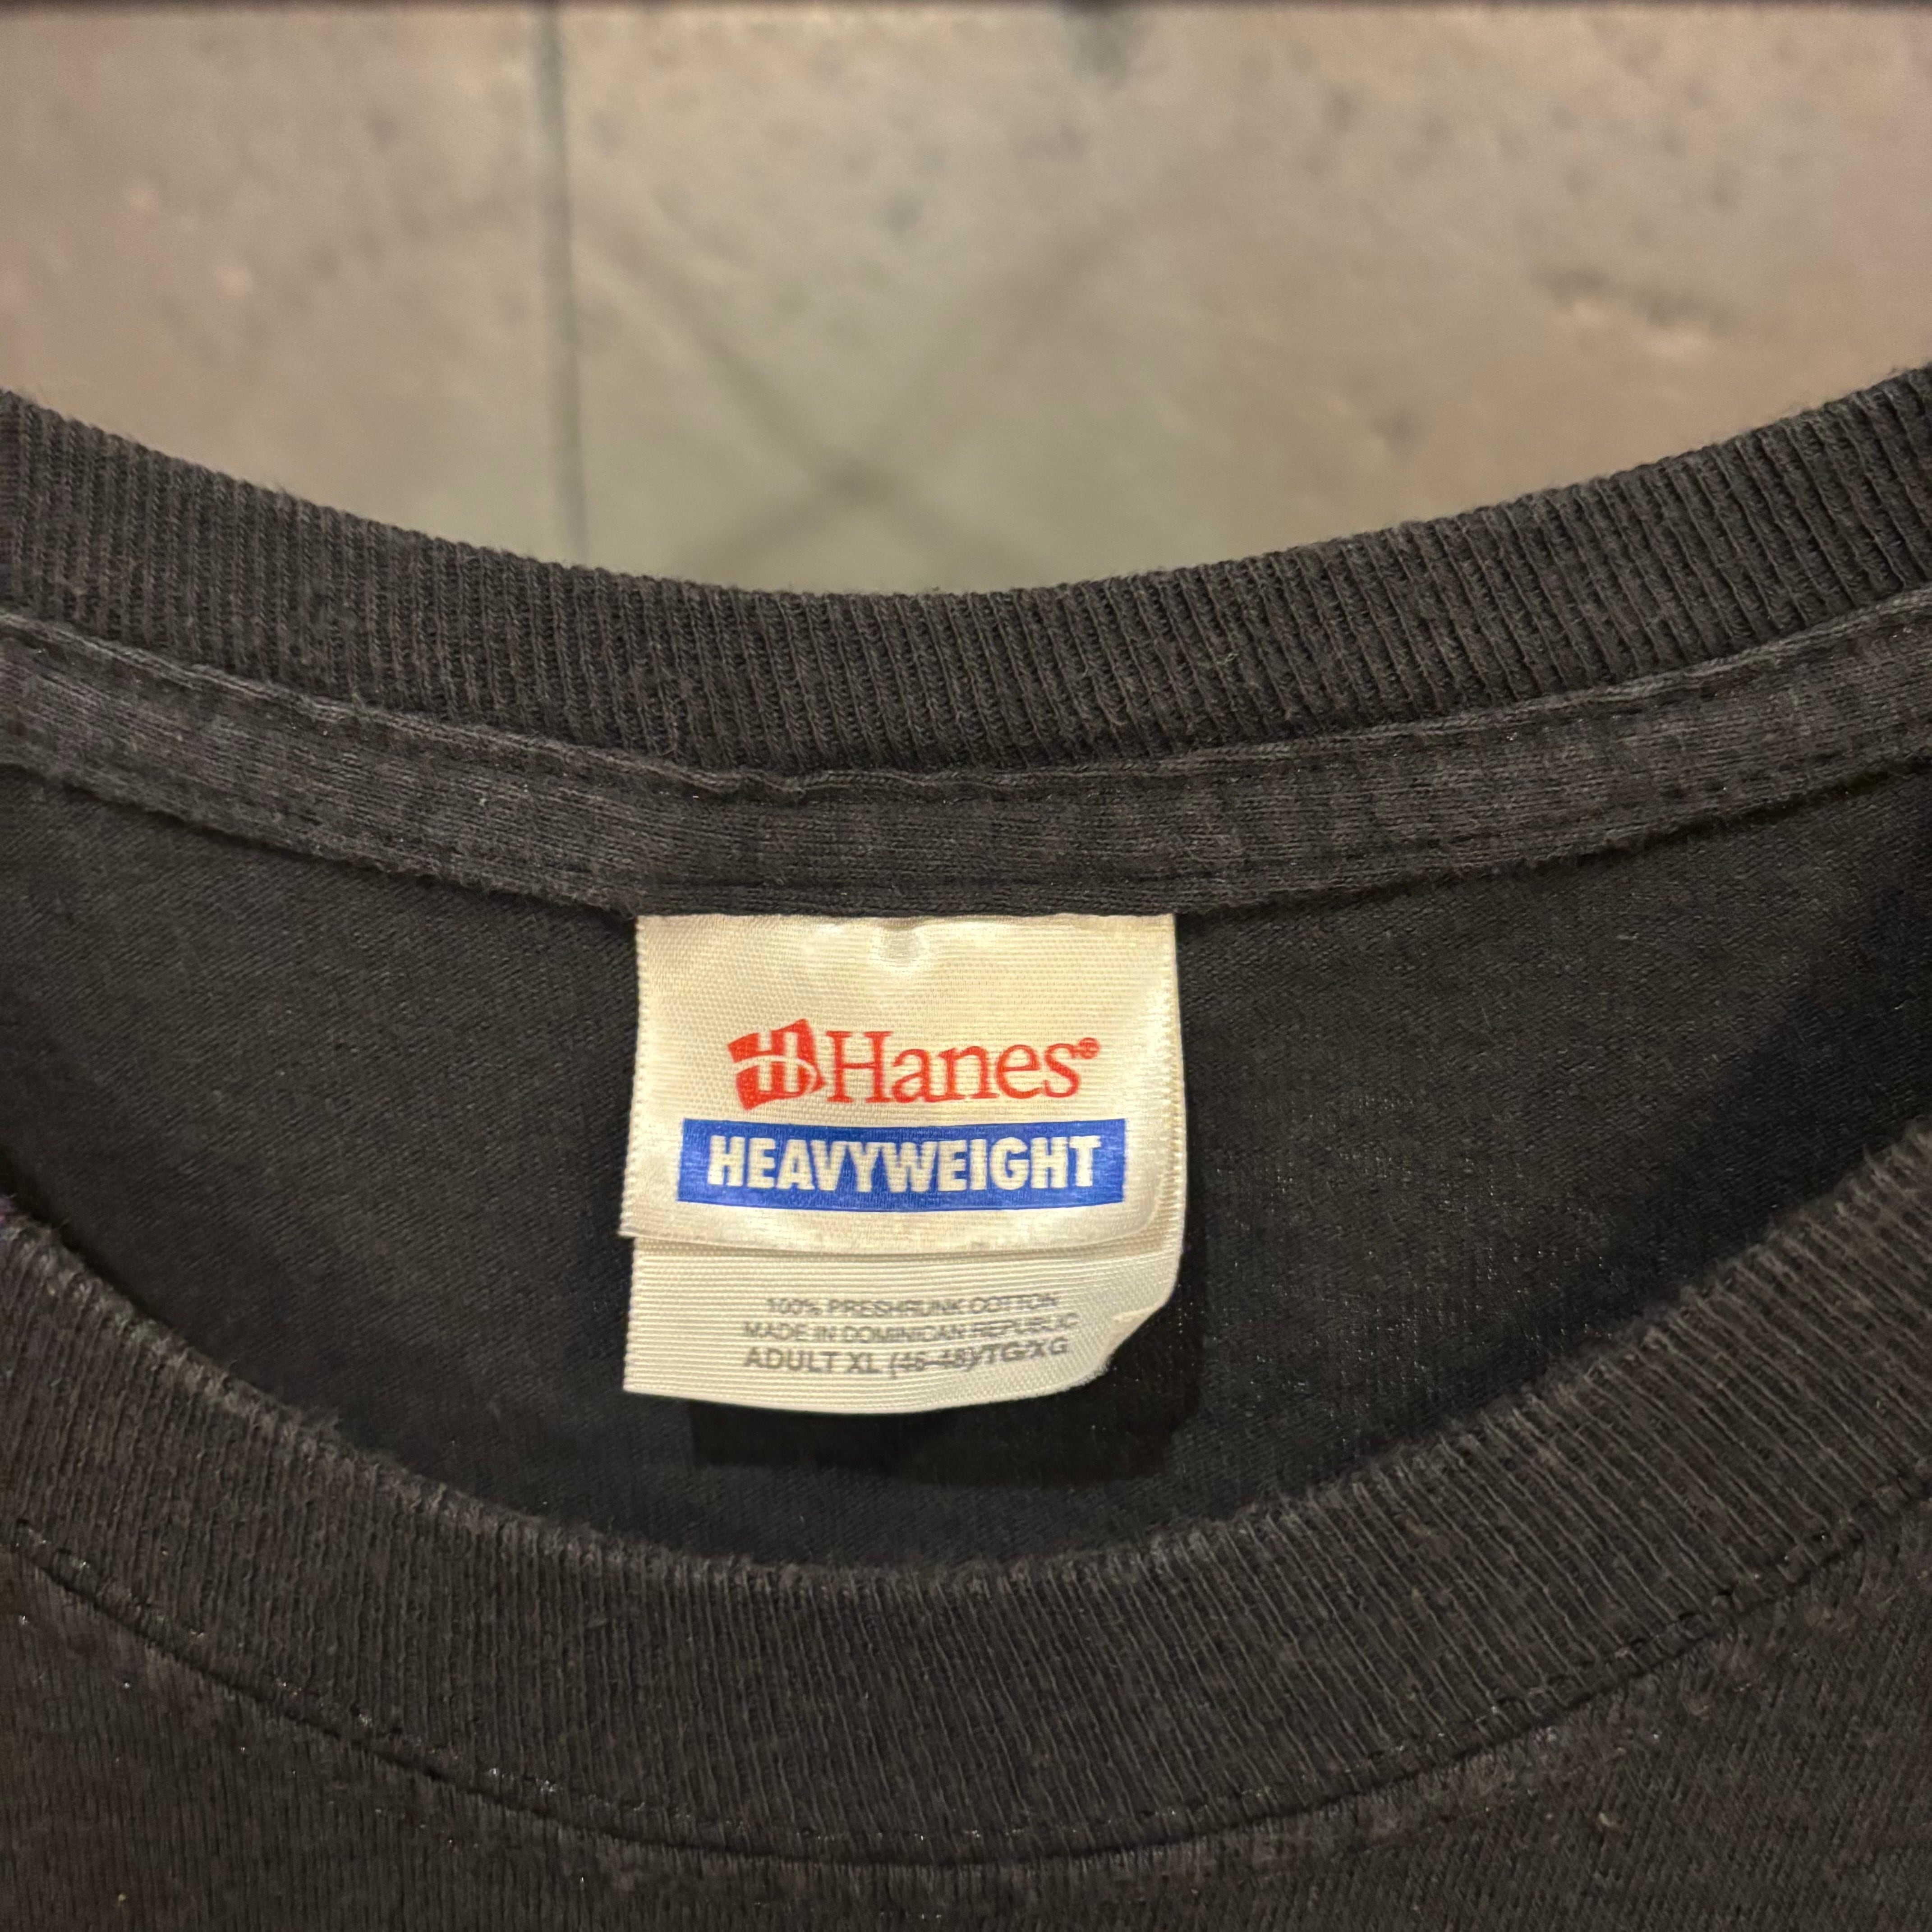 Hanes®
HEAVYWEIGHT
100% PRESHRUNK COTTON
MADE IN DOMINICAN REPUBLIC
ADULT XL (46-48)/TG/XG